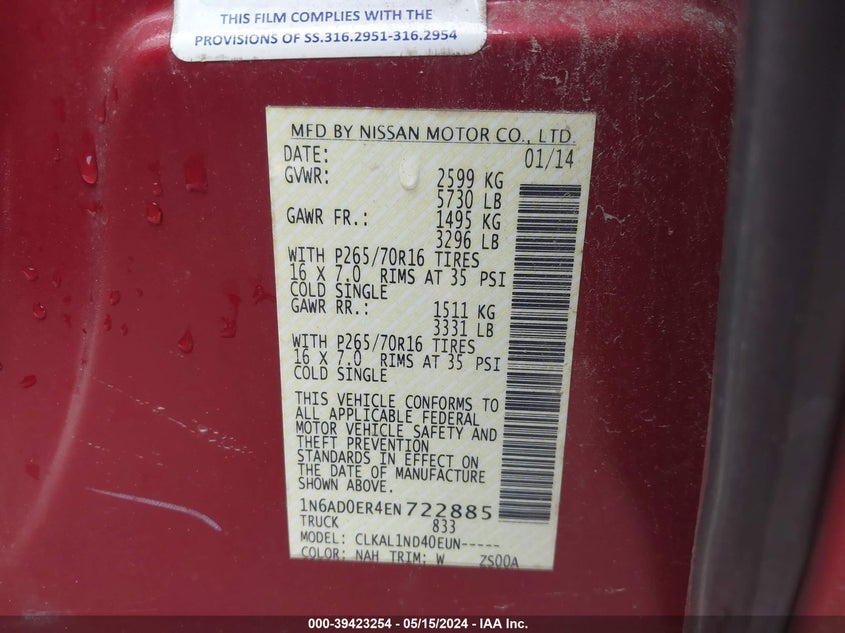 THIS FILM COMPLIES WITH THE
PROVISIONS OF SS.316.2951-316.2954
MFD BY NISSAN MOTOR CO., LTD.
DATE: 01/14
GVWR: 2599 KG
5730 LB
GAWR FR.: 1495 KG
3296 LB
WITH P265/70R16 TIRES
16 X 7.0 RIMS AT 35 PSI
COLD SINGLE
GAWR RR.: 1511 KG
3331 LB
WITH P265/70R16 TIRES
16 X 7.0 RIMS AT 35 PSI
COLD SINGLE
THIS VEHICLE CONFORMS TO
ALL APPLICABLE FEDERAL
MOTOR VEHICLE SAFETY AND
THEFT PREVENTION
STANDARDS IN EFFECT ON
THE DATE OF MANUFACTURE
SHOWN ABOVE.
1N6AD0ER4EN722885
TRUCK 833
MODEL: CLKAL1ND40EUN-----
COLOR: NAH TRIM: W ZS00A
000-39423254 - 05/15/2024 - IAA Inc.